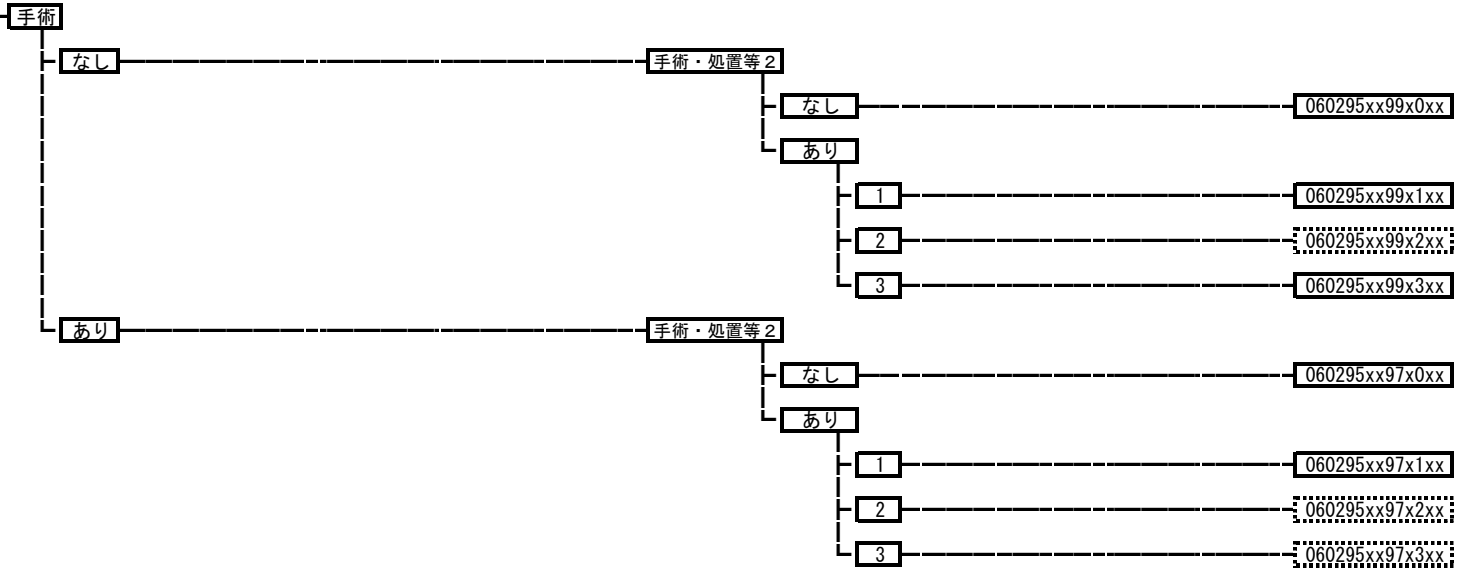 手術
なし 手術・処置等２
なし 060295xx99x0xx
あり
1 060295xx99x1xx
2 060295xx99x2xx
3 060295xx99x3xx
あり 手術・処置等２
なし 060295xx97x0xx
あり
1 060295xx97x1xx
2 060295xx97x2xx
3 060295xx97x3xx